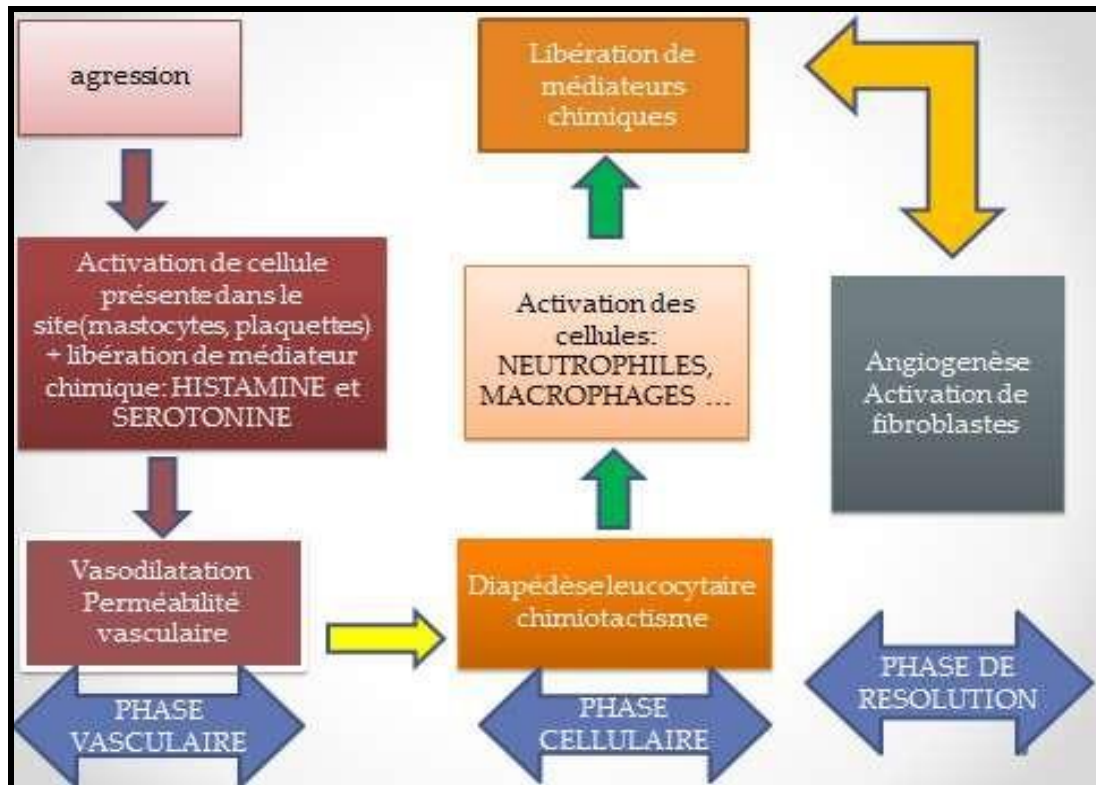 agression
Activation de cellule
présente dans le
site(mastocytes, plaquettes)
+ libération de médiateur
chimique: HISTAMINE et
SEROTONINE
Vasodilatation
Perméabilité
vasculaire
PHASE
VASCULAIRE
Libération de
médiateurs
chimiques
Activation des
cellules:
NEUTROPHILES,
MACROPHAGES ...
Diapédèse leucocytaire
chimiotactisme
PHASE
CELLULAIRE
Angiogenèse
Activation de
fibroblastes
PHASE DE
RESOLUTION